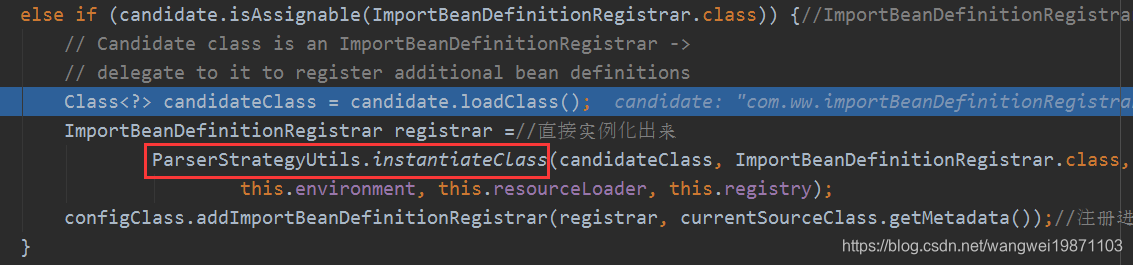 else if (candidate.isAssignable(ImportBeanDefinitionRegistrar.class)) {//ImportBeanDefinitionRegistra
// Candidate class is an ImportBeanDefinitionRegistrar ->
// delegate to it to register additional bean definitions
Class<?> candidateClass = candidate.loadClass(); candidate: "com.ww.importBeanDefinitionRegistra
ImportBeanDefinitionRegistrar registrar =//直接实例化出来
ParserStrategyUtils.instantiateClass(candidateClass, ImportBeanDefinitionRegistrar.class,
this.environment, this.resourceLoader, this.registry);
configClass.addImportBeanDefinitionRegistrar(registrar, currentSourceClass.getMetadata());//注册进
}
https://blog.csdn.net/wangwei19871103